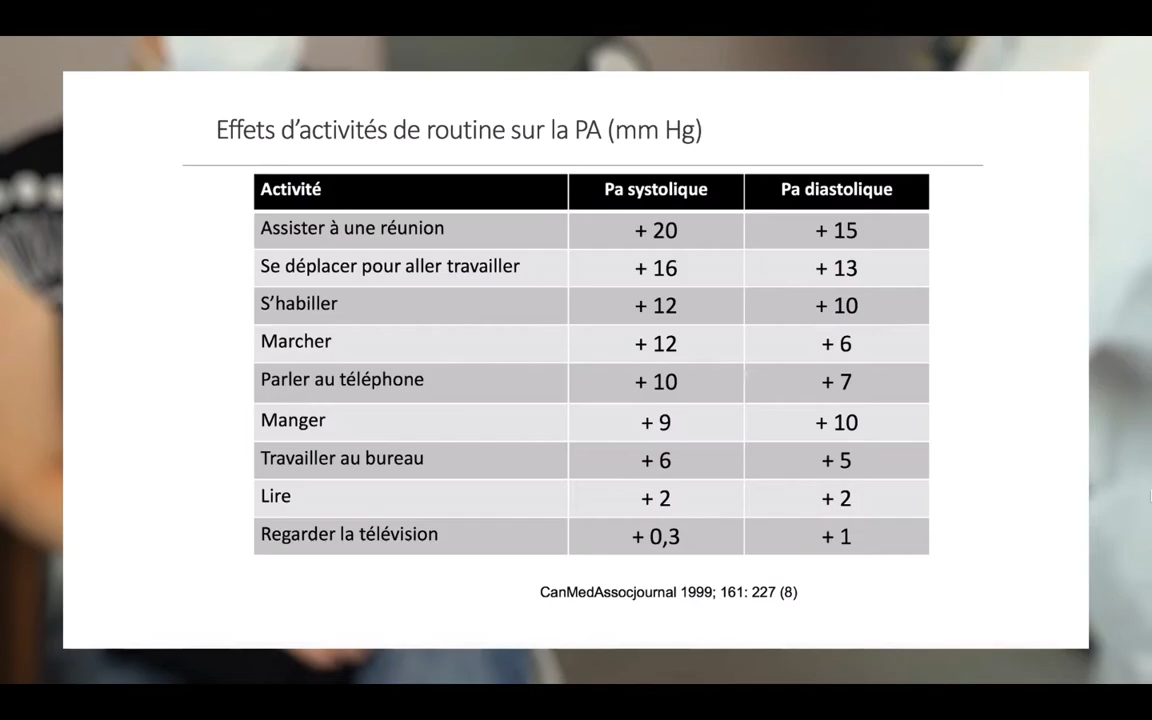 Effets d’activités de routine sur la PA (mm Hg)
Activité Pa systolique Pa diastolique
Assister à une réunion + 20 + 15
Se déplacer pour aller travailler + 16 + 13
S’habiller + 12 + 10
Marcher + 12 + 6
Parler au téléphone + 10 + 7
Manger + 9 + 10
Travailler au bureau + 6 + 5
Lire + 2 + 2
Regarder la télévision + 0,3 + 1
CanMedAssocjournal 1999; 161: 227 (8)